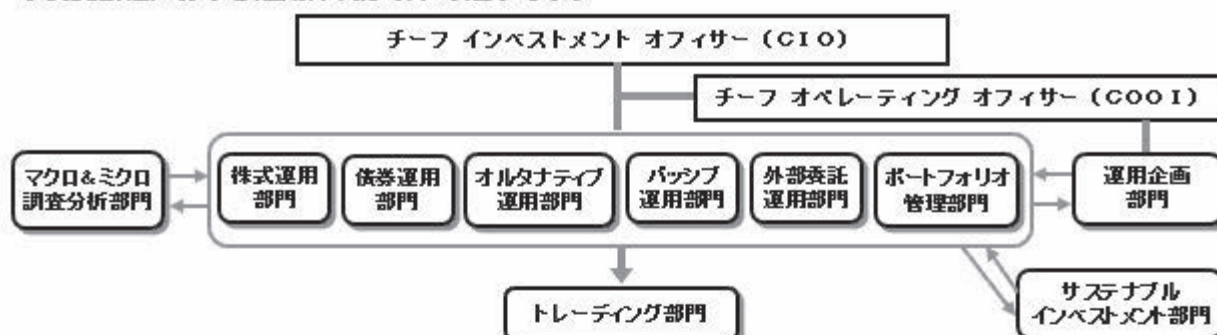 チーフ インベストメント オフィサー（CIO）
チーフ オペレーティング オフィサー（COOI）
マクロ&ミクロ
調査分析部門
株式運用
部門
債券運用
部門
オルタナティブ
運用部門
パッシブ
運用部門
外部委託
運用部門
ポートフォリオ
管理部門
運用企画
部門
トレーディング部門
サステナブル
インベストメント部門